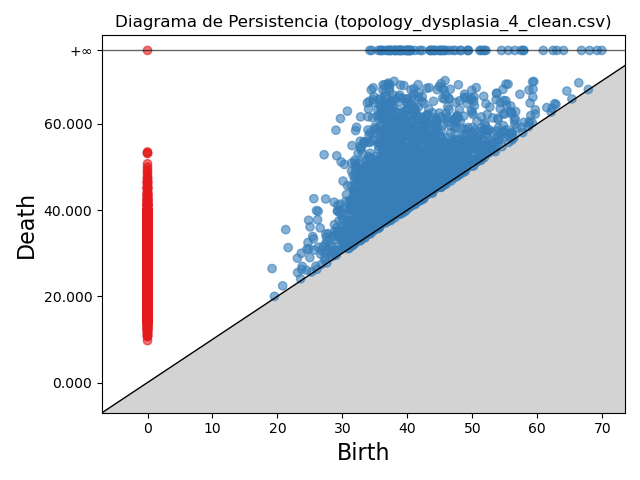 Diagrama de Persistencia (topology_dysplasia_4_clean.csv)
+∞
60.000
40.000
20.000
0.000
Death
0 10 20 30 40 50 60 70
Birth